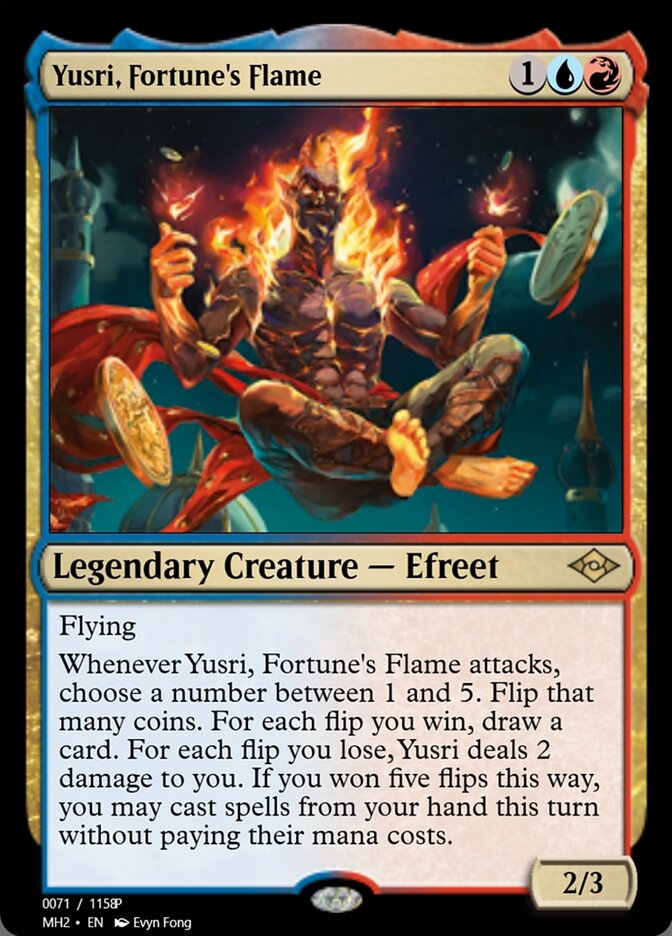 Yusri, Fortune's Flame 1
Legendary Creature — Efreet
Flying
Whenever Yusri, Fortune's Flame attacks,
choose a number between 1 and 5. Flip that
many coins. For each flip you win, draw a
card. For each flip you lose, Yusri deals 2
damage to you. If you won five flips this way,
you may cast spells from your hand this turn
without paying their mana costs.
2/3
0071 / 1158P
MH2 • EN Evyn Fong